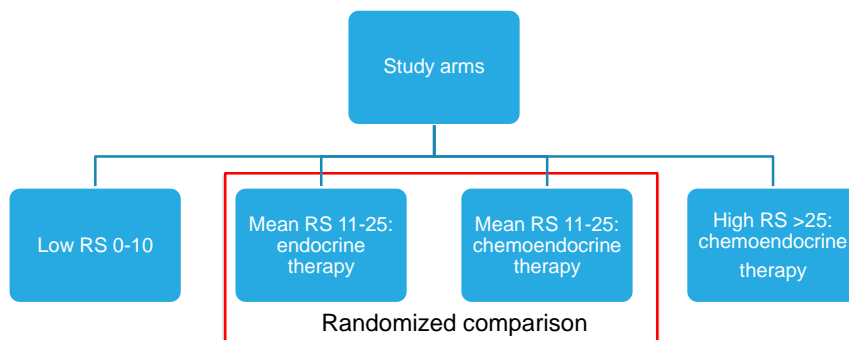 Study arms
Low RS 0-10
Mean RS 11-25:
endocrine
therapy
Mean RS 11-25:
chemoendocrine
therapy
High RS >25:
chemoendocrine
therapy
Randomized comparison